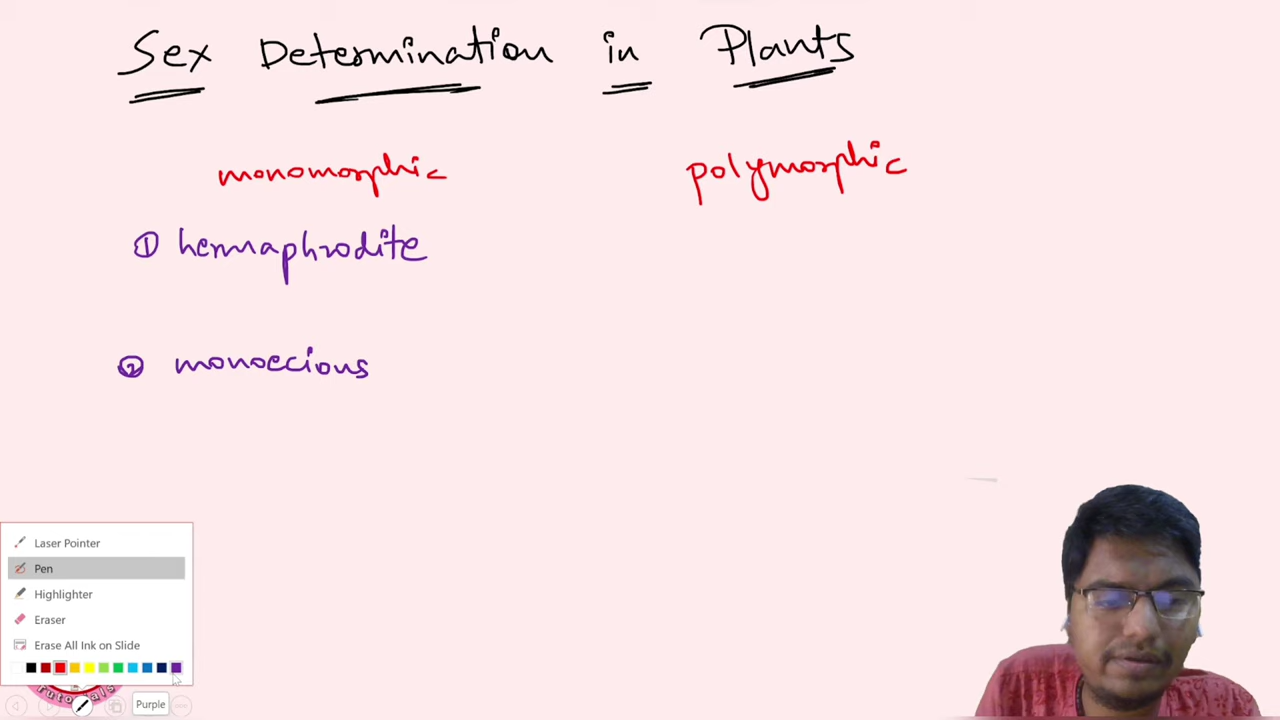 Sex Determination in Plants
monomorphic
polymorphic
① hermaphrodite
② monoecious
Laser Pointer
Pen
Highlighter
Eraser
Erase All Ink on Slide
Tutorials
Purple